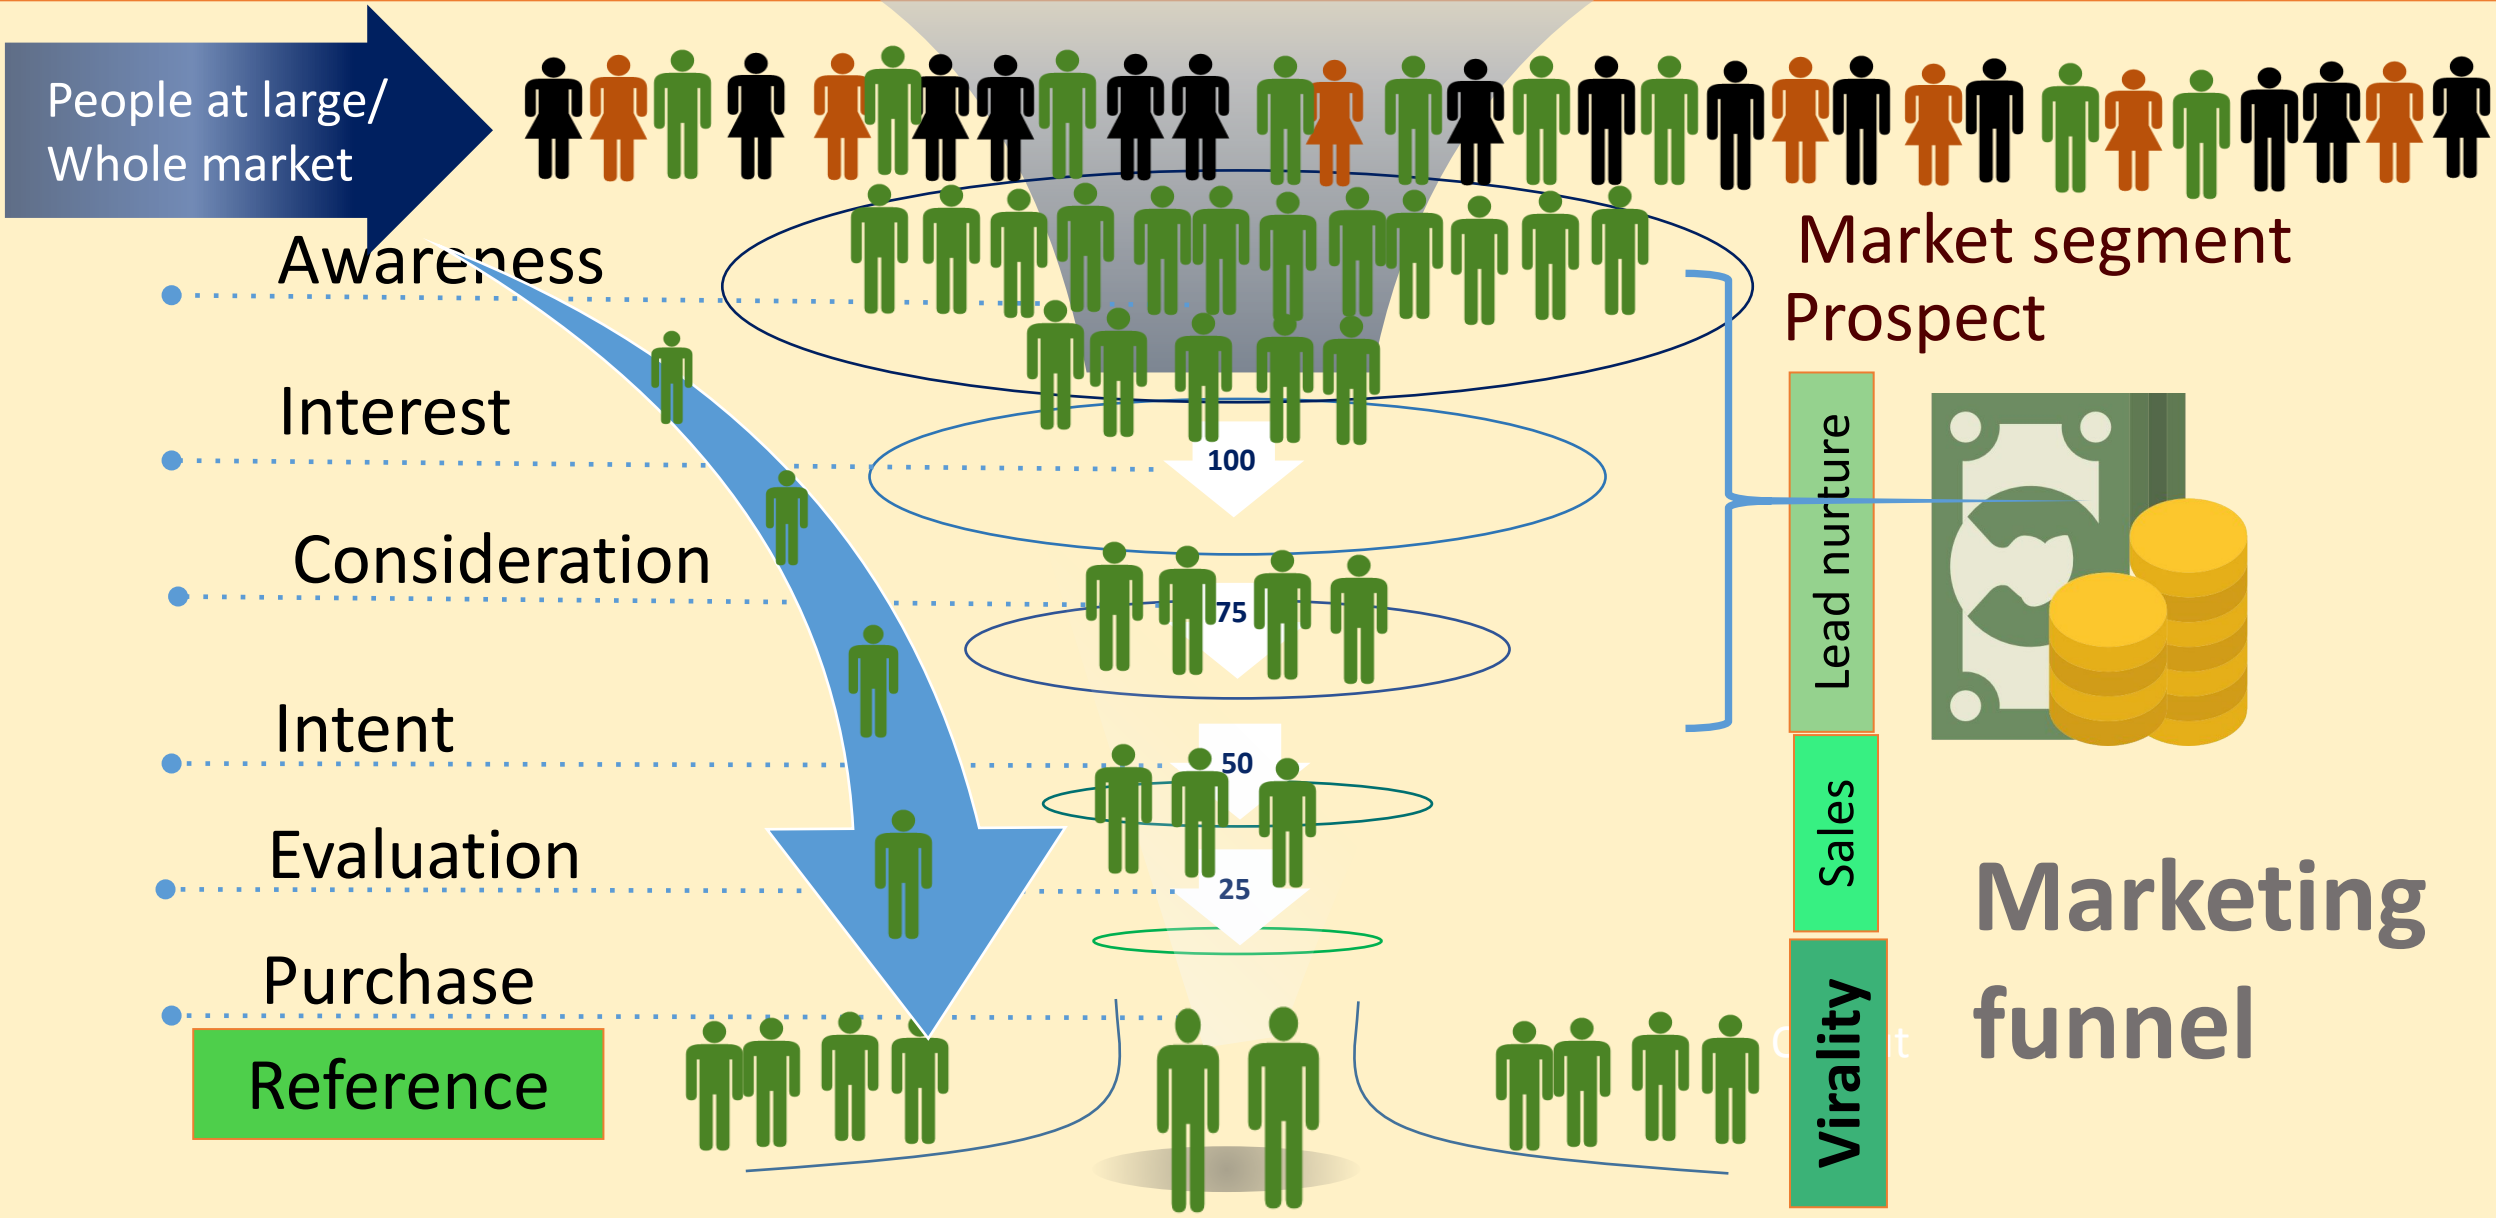 People at large/
Whole market
Awareness
Market segment
Prospect
Interest
100
Consideration
75
Lead nurture
Intent
50
Sales
Evaluation
25
Marketing
funnel
Purchase
Reference
Virality